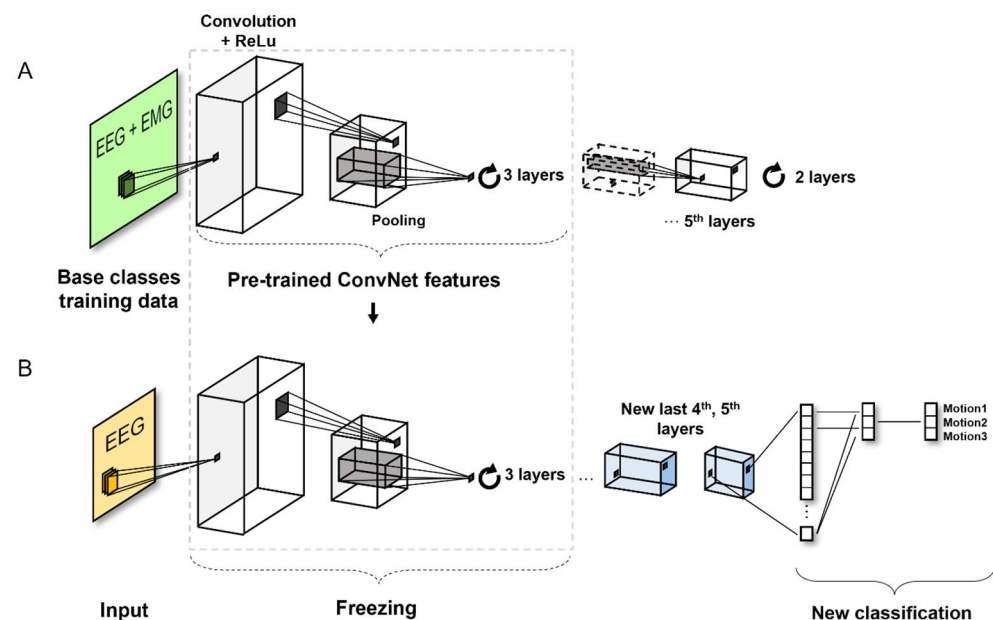 Convolution
+ ReLu
A
EEG + EMG
3 layers
2 layers
Pooling
... 5th layers
Base classes
training data
Pre-trained ConvNet features
B
EEG
New last 4th, 5th
layers
Motion1
Motion2
Motion3
3 layers
...
Input
Freezing
New classification